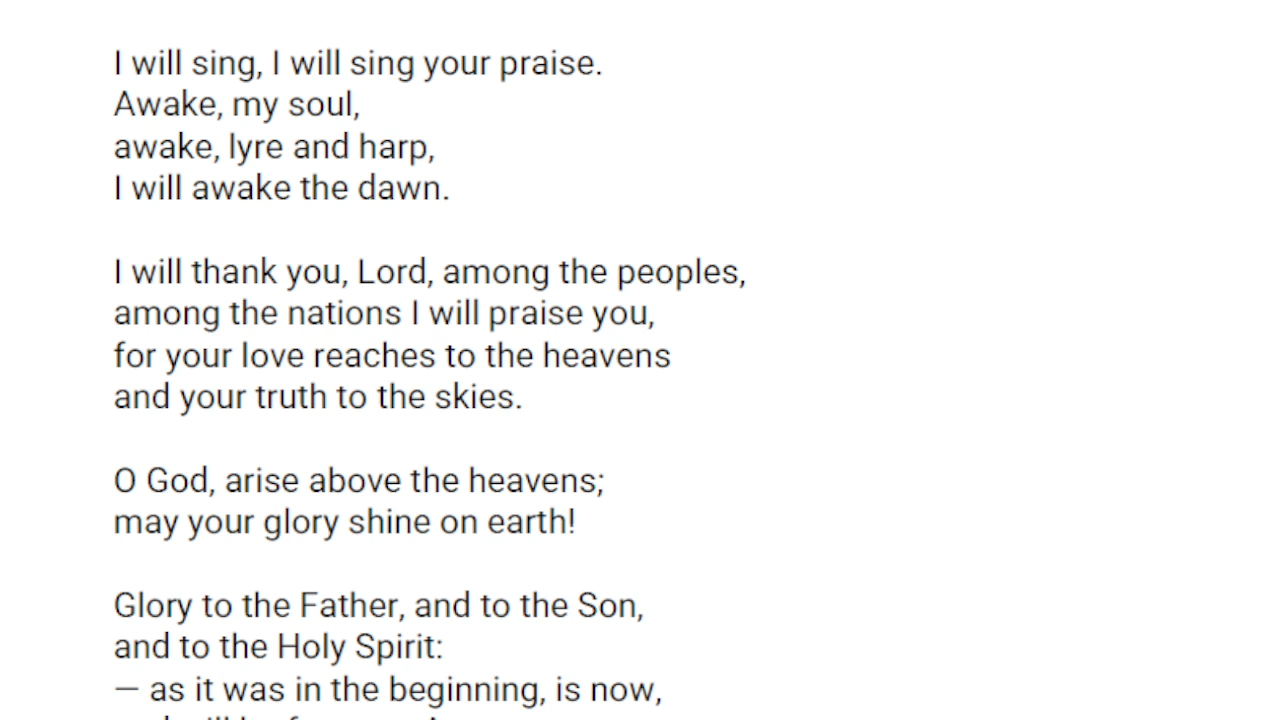 I will sing, I will sing your praise.
Awake, my soul,
awake, lyre and harp,
I will awake the dawn.
I will thank you, Lord, among the peoples,
among the nations I will praise you,
for your love reaches to the heavens
and your truth to the skies.
O God, arise above the heavens;
may your glory shine on earth!
Glory to the Father, and to the Son,
and to the Holy Spirit:
— as it was in the beginning, is now,